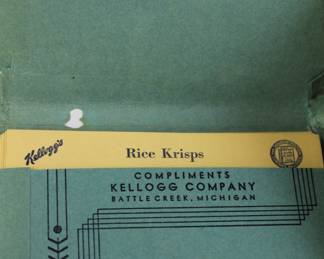 Kellogg's Rice Krisps
COMPLIMENTS
KELLOGG COMPANY
BATTLE CREEK, MICHIGAN